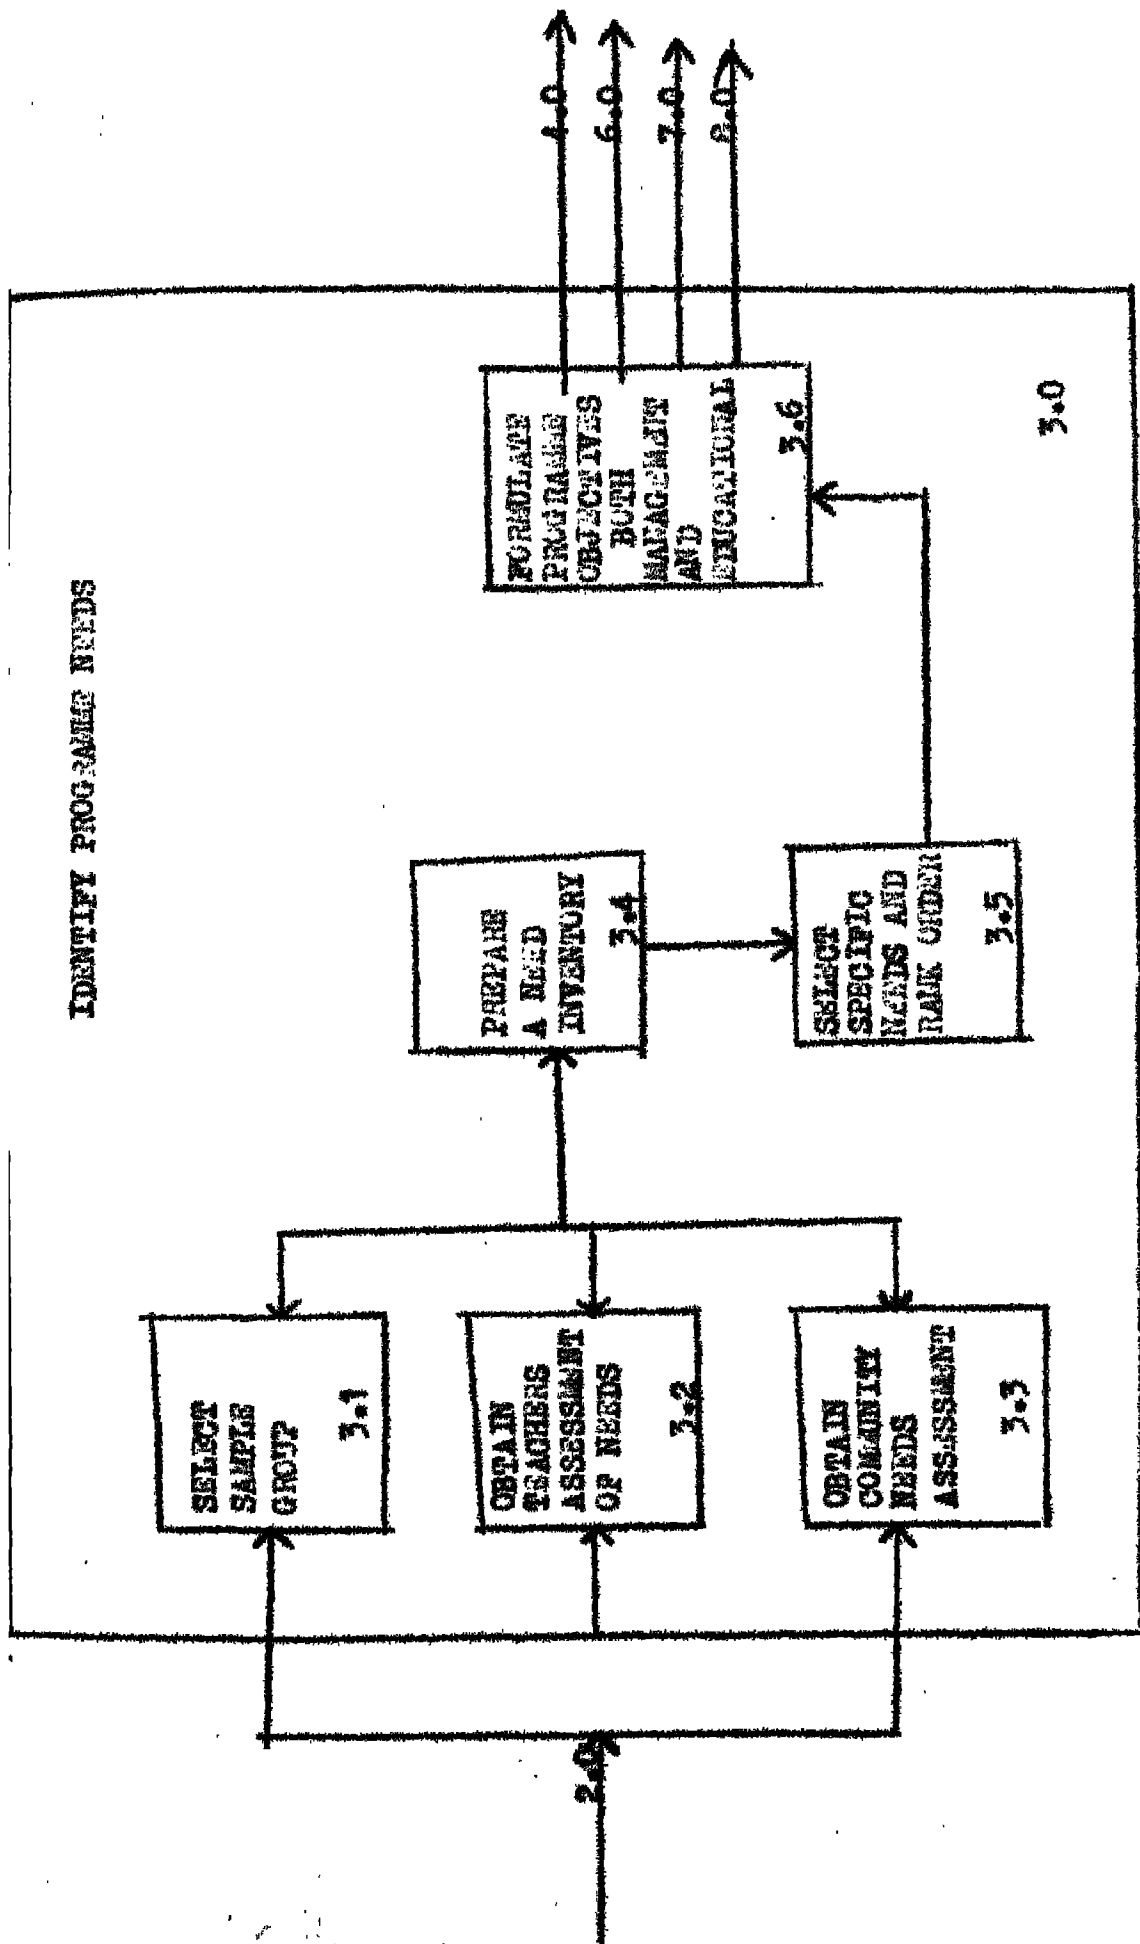 IDENTIFY PROGRAMME NEEDS
2.0
SELECT
SAMPLE
GROUP
3.1
OBTAIN
TEACHERS
ASSESSMENT
OF NEEDS
3.2
OBTAIN
COMMUNITY
NEEDS
ASSESSMENT
3.3
PREPARE
A NEED
INVENTORY
3.4
SELECT
SPECIFIC
NEEDS AND
RANK ORDER
3.5
FORMULATE
PROGRAMME
OBJECTIVES
BOTH
MANAGEMENT
AND
EDUCATIONAL
3.6
4.0
6.0
7.0
8.0
3.0